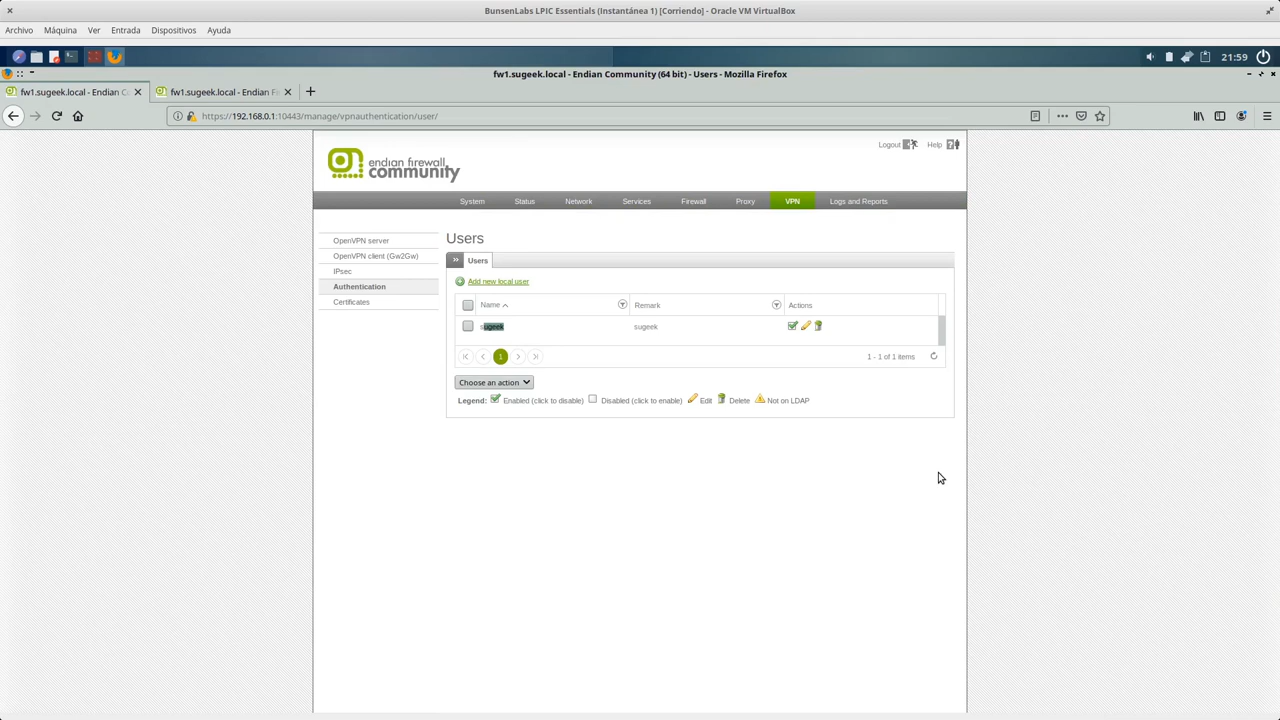 BunsenLabs LPIC Essentials (Instantánea 1) [Corriendo] - Oracle VM VirtualBox
Archivo Máquina Ver Entrada Dispositivos Ayuda
21:59
fw1.sugeek.local - Endian Community (64 bit) - Users - Mozilla Firefox
fw1.sugeek.local - Endian C fw1.sugeek.local - Endian F
https://192.168.0.1:10443/manage/vpnauthentication/user/
Logout Help
endian firewall
community
System Status Network Services Firewall Proxy VPN Logs and Reports
OpenVPN server
OpenVPN client (Gw2Gw)
IPsec
Authentication
Certificates
Users
» Users
Add new local user
Name Remark Actions
sugeek sugeek
1 1 - 1 of 1 items
Choose an action
Legend: Enabled (click to disable) Disabled (click to enable) Edit Delete Not on LDAP